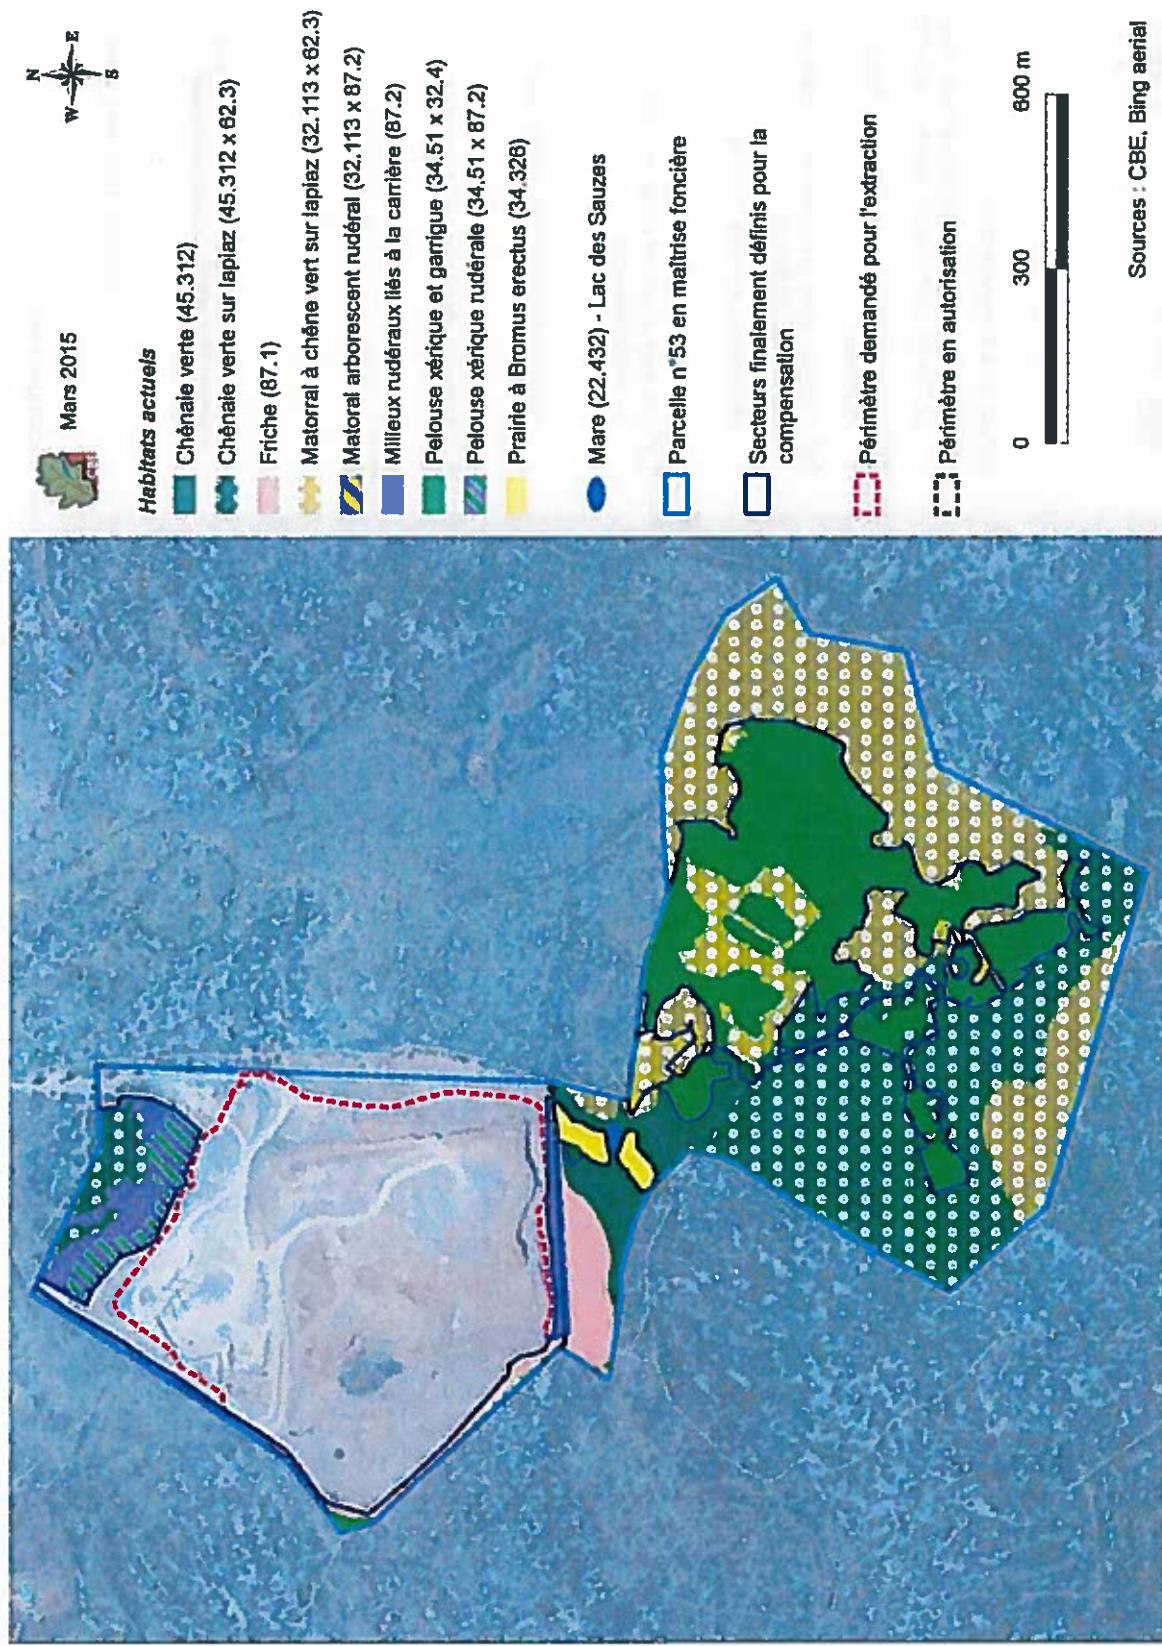 Mars 2015
N
W
E
S
Habitats actuels
Chênaie verte (45.312)
Chênaie verte sur lapiaz (45.312 x 62.3)
Friche (87.1)
Matorral à chêne vert sur lapiaz (32.113 x 62.3)
Matoral arborescent rudéral (32.113 x 87.2)
Milieux rudéraux liés à la carrière (87.2)
Pelouse xérique et garrigue (34.51 x 32.4)
Pelouse xérique rudérale (34.51 x 87.2)
Prairie à Bromus erectus (34.326)
Mare (22.432) - Lac des Sauzes
Parcelle n°53 en maîtrise foncière
Secteurs finalement définis pour la
compensation
Périmètre demandé pour l'extraction
Périmètre en autorisation
0 300 600 m
Sources : CBE, Bing aerial